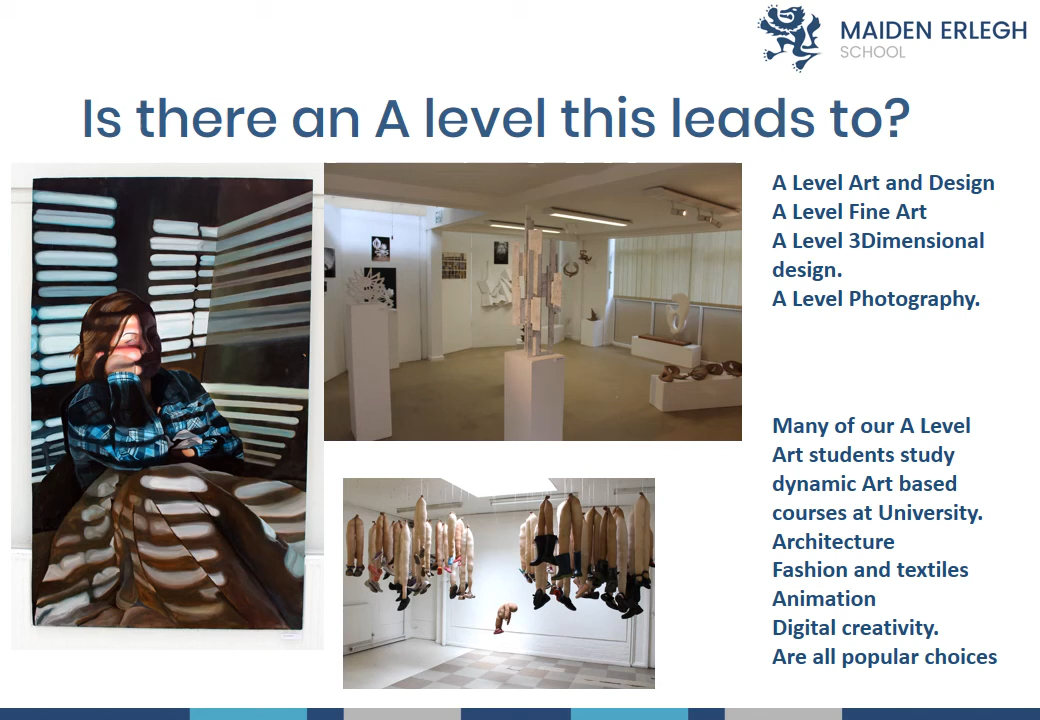 MAIDEN ERLEGH
SCHOOL
Is there an A level this leads to?
A Level Art and Design
A Level Fine Art
A Level 3Dimensional
design.
A Level Photography.
Many of our A Level
Art students study
dynamic Art based
courses at University.
Architecture
Fashion and textiles
Animation
Digital creativity.
Are all popular choices